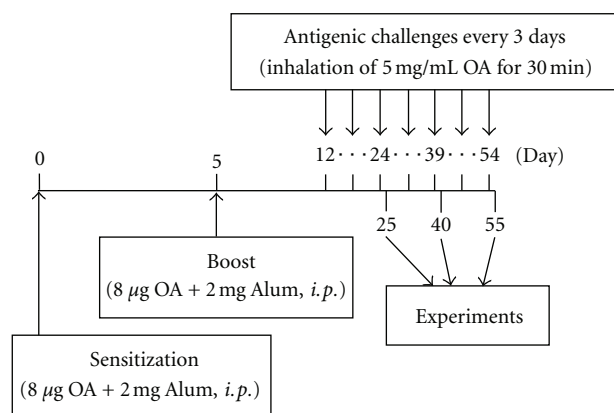 Antigenic challenges every 3 days
(inhalation of 5 mg/mL OA for 30 min)
0
5
12 · · · 24 · · · 39 · · · 54 (Day)
25
40
55
Boost
(8 μg OA + 2 mg Alum, i.p.)
Experiments
Sensitization
(8 μg OA + 2 mg Alum, i.p.)